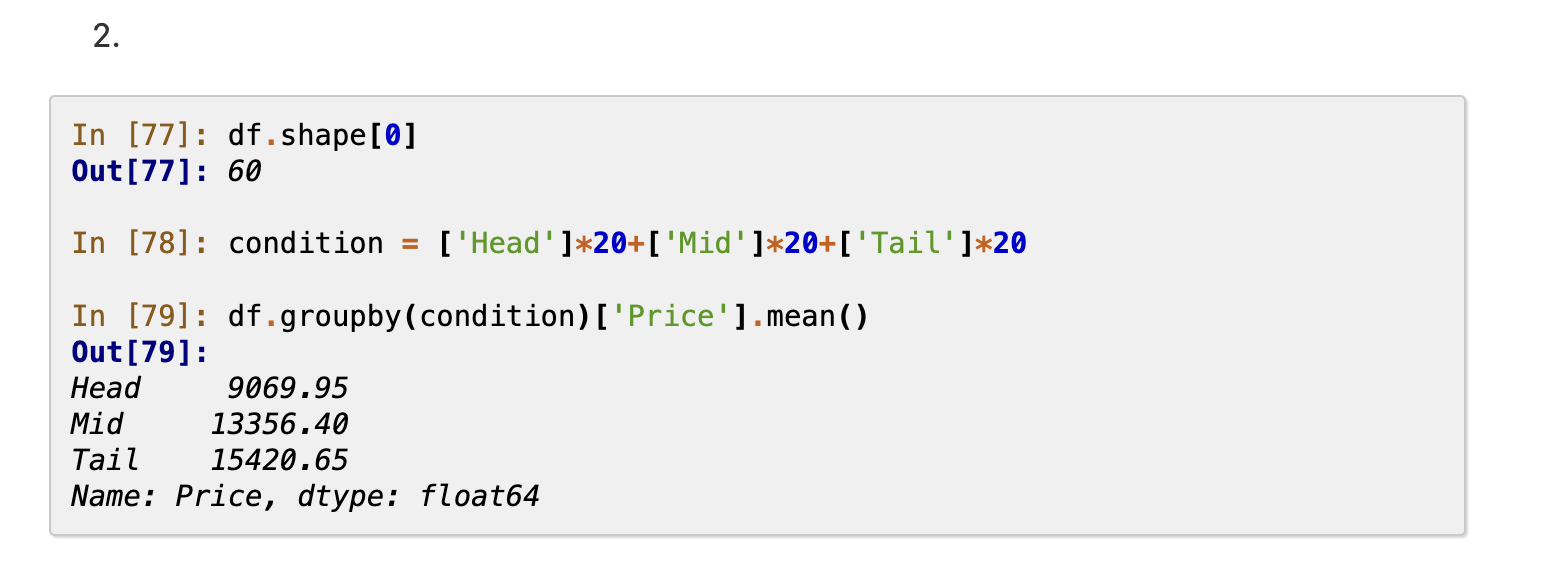 2.
In [77]: df.shape[0]
Out[77]: 60
In [78]: condition = ['Head']*20+['Mid']*20+['Tail']*20
In [79]: df.groupby(condition)['Price'].mean()
Out[79]:
Head     9069.95
Mid     13356.40
Tail    15420.65
Name: Price, dtype: float64